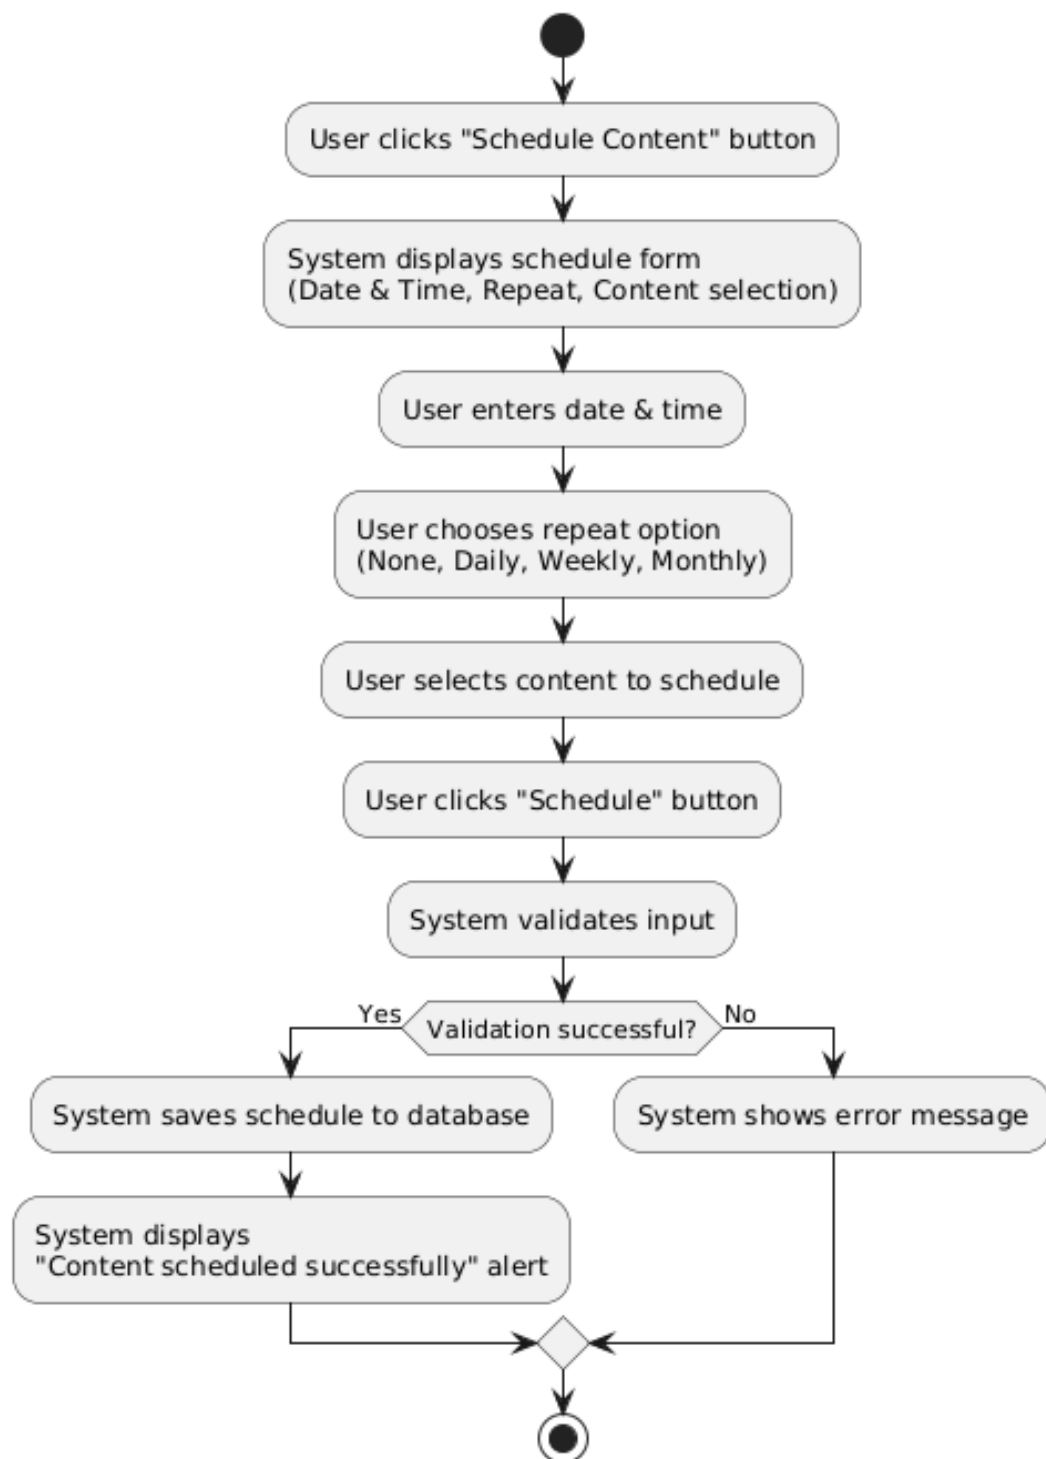 User clicks "Schedule Content" button
System displays schedule form
(Date & Time, Repeat, Content selection)
User enters date & time
User chooses repeat option
(None, Daily, Weekly, Monthly)
User selects content to schedule
User clicks "Schedule" button
System validates input
Yes
Validation successful?
No
System saves schedule to database
System shows error message
System displays
"Content scheduled successfully" alert